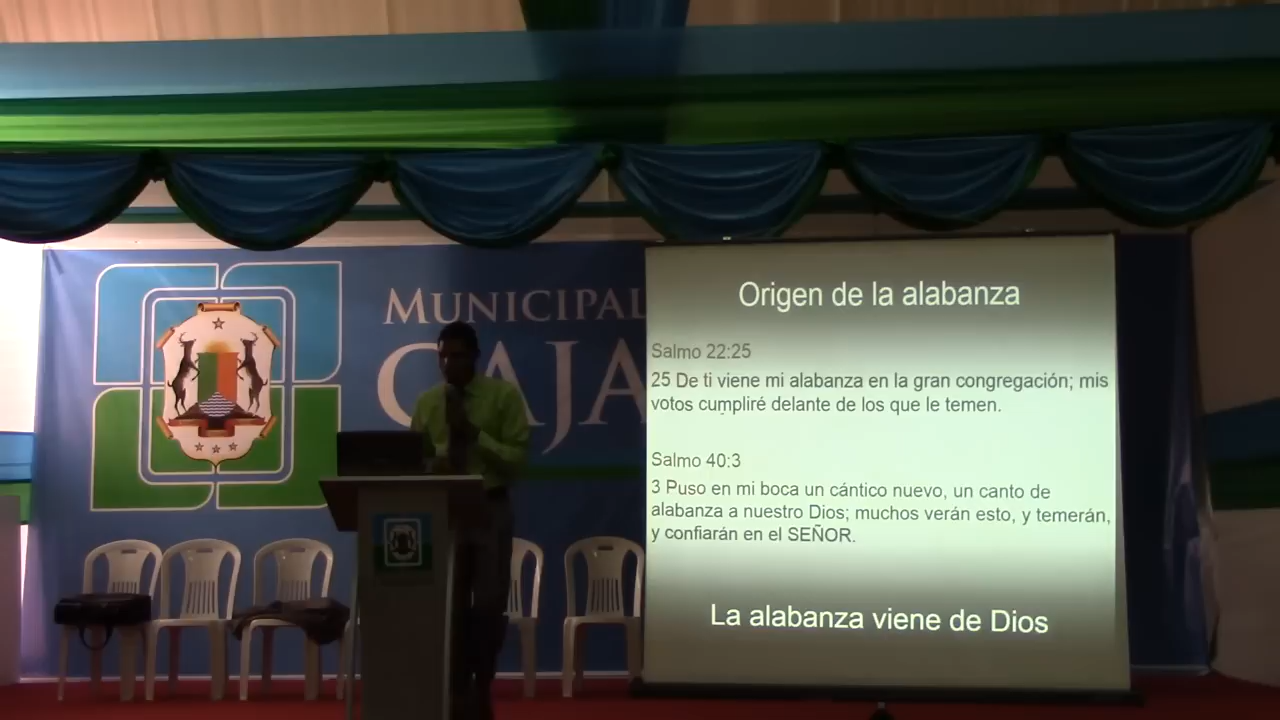 MUNICIPAL
CAJA
Origen de la alabanza
Salmo 22:25
25 De ti viene mi alabanza en la gran congregación; mis
votos cumpliré delante de los que le temen.
Salmo 40:3
3 Puso en mi boca un cántico nuevo, un canto de
alabanza a nuestro Dios; muchos verán esto, y temerán,
y confiarán en el SEÑOR.
La alabanza viene de Dios